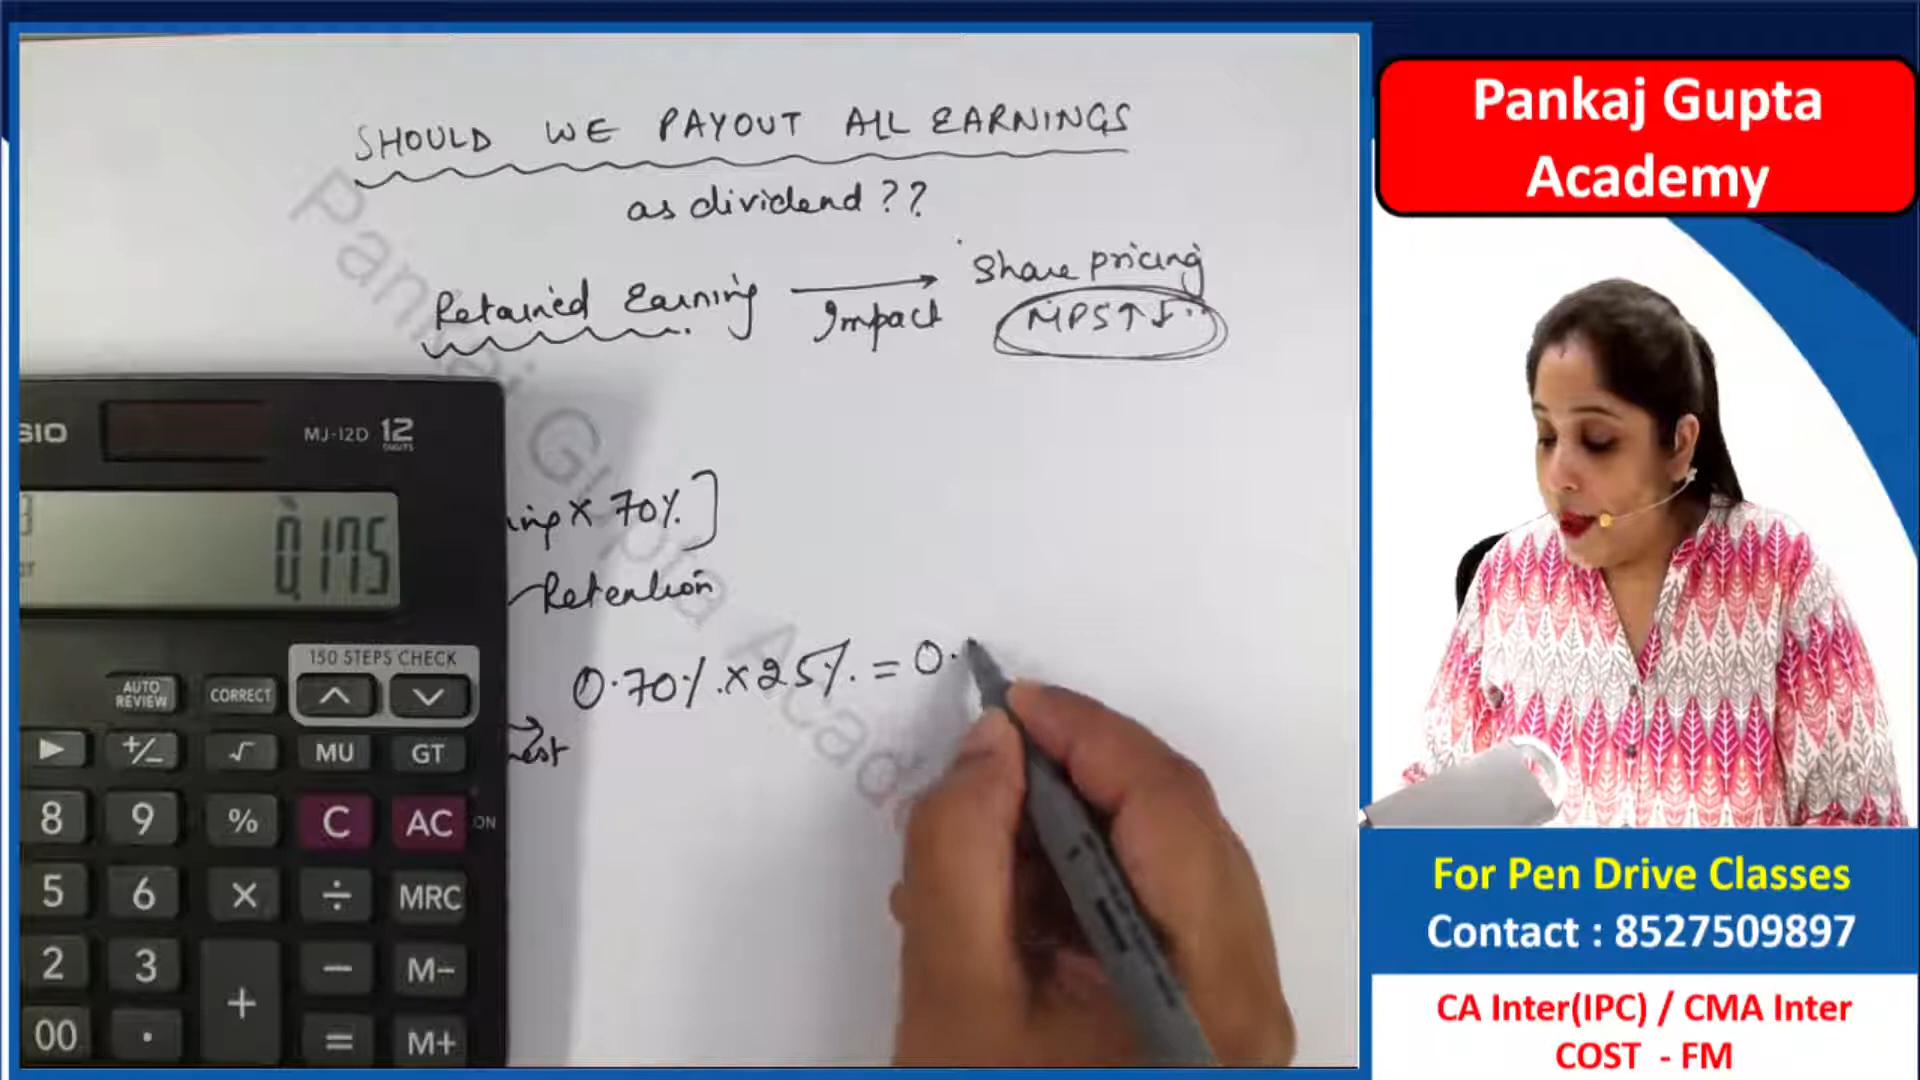 SHOULD WE PAYOUT ALL EARNINGS
as dividend ??
Retained Earning
Impact
Share pricing
MPS↑↓
× 70%]
Retention
0.70% × 25% = 0.
Pankaj Gupta
MJ-12D 12
DIGITS
0.175
150 STEPS CHECK
AUTO REVIEW
CORRECT
▶ +/- √ MU GT
8 9 % C AC ON
5 6 × ÷ MRC
2 3 + − M−
00 · = M+
Pankaj Gupta
Academy
For Pen Drive Classes
Contact : 8527509897
CA Inter(IPC) / CMA Inter
COST - FM